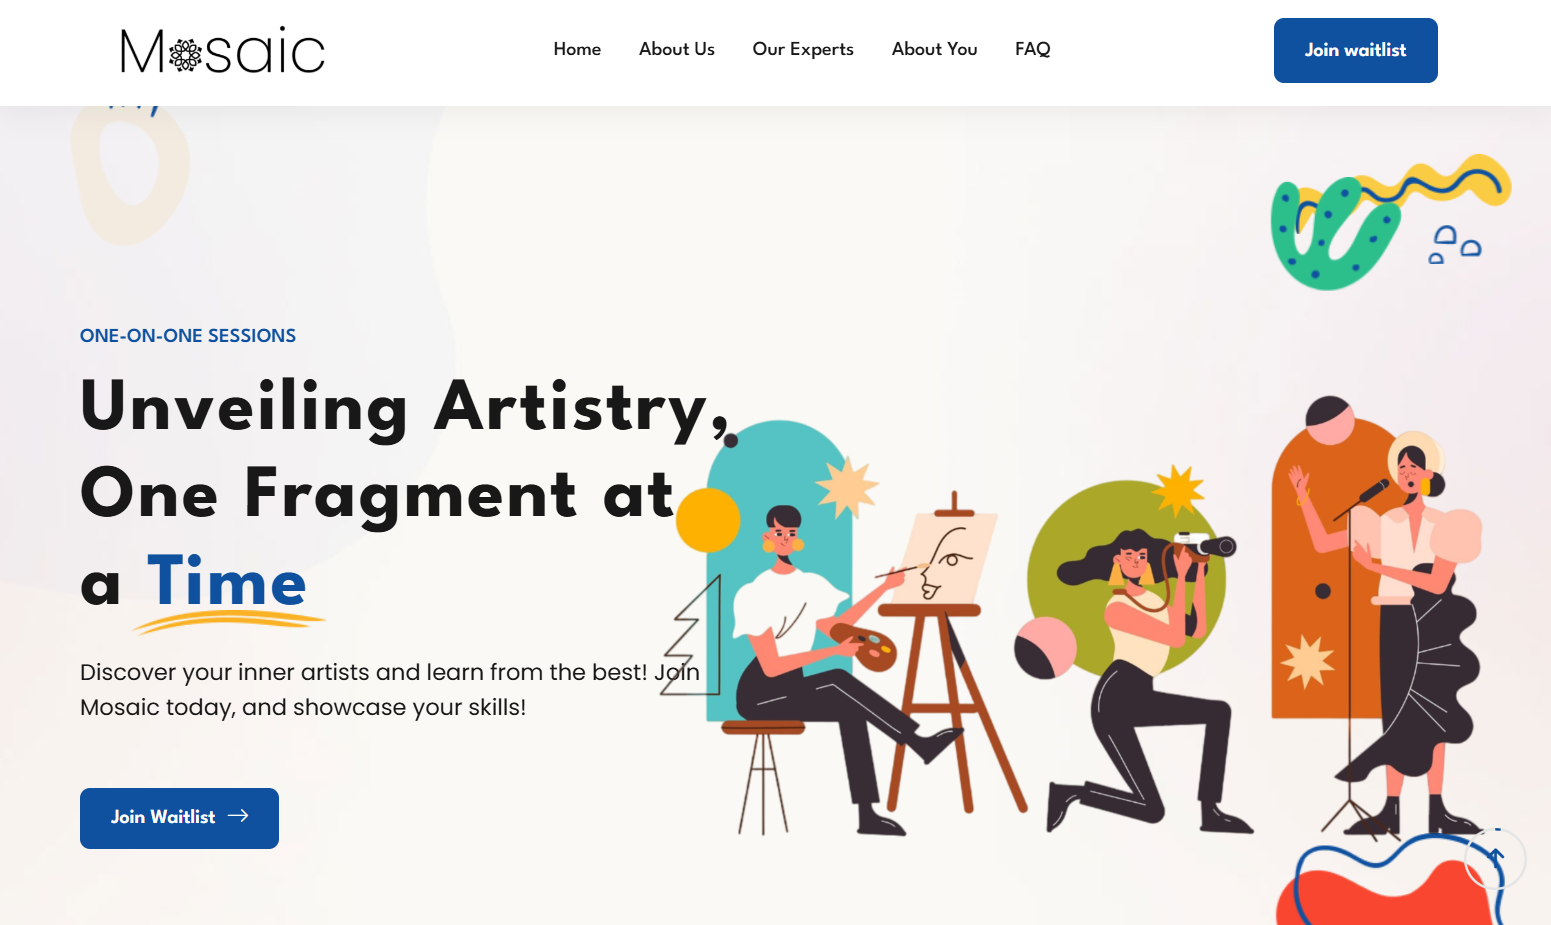 Mosaic
Home About Us Our Experts About You FAQ
Join waitlist
ONE-ON-ONE SESSIONS
Unveiling Artistry,
One Fragment at
a Time
Discover your inner artists and learn from the best! Join
Mosaic today, and showcase your skills!
Join Waitlist